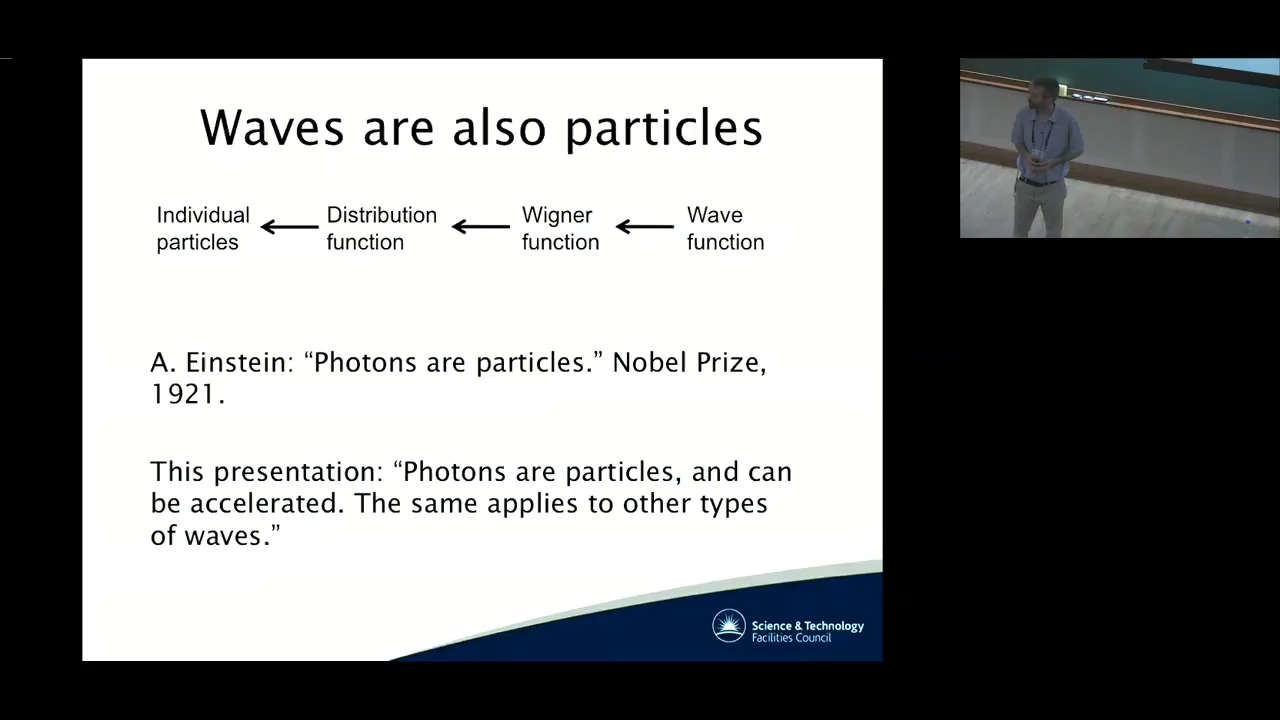 Waves are also particles
Individual particles
Distribution function
Wigner function
Wave function
A. Einstein: “Photons are particles.” Nobel Prize,
1921.
This presentation: “Photons are particles, and can
be accelerated. The same applies to other types
of waves.”
Science & Technology
Facilities Council